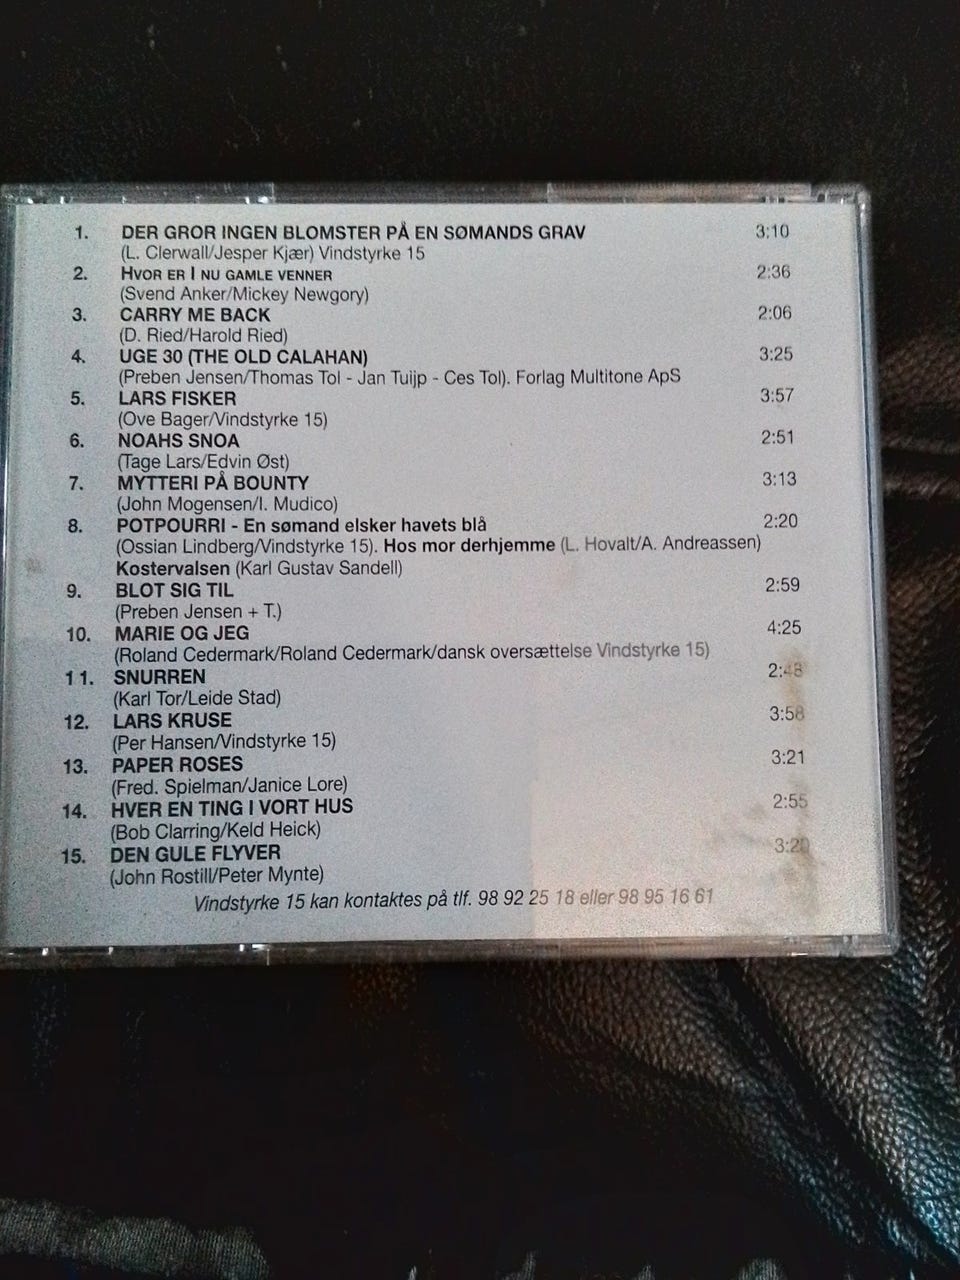 1. DER GROR INGEN BLOMSTER PÅ EN SØMANDS GRAV 3:10
(L. Clerwall/Jesper Kjær) Vindstyrke 15
2. HVOR ER I NU GAMLE VENNER 2:36
(Svend Anker/Mickey Newgory)
3. CARRY ME BACK 2:06
(D. Ried/Harold Ried)
4. UGE 30 (THE OLD CALAHAN) 3:25
(Preben Jensen/Thomas Tol - Jan Tuijp - Ces Tol). Forlag Multitone ApS
5. LARS FISKER 3:57
(Ove Bager/Vindstyrke 15)
6. NOAHS SNOA 2:51
(Tage Lars/Edvin Øst)
7. MYTTERI PÅ BOUNTY 3:13
(John Mogensen/I. Mudico)
8. POTPOURRI - En sømand elsker havets blå 2:20
(Ossian Lindberg/Vindstyrke 15). Hos mor derhjemme (L. Hovalt/A. Andreassen)
Kostervalsen (Karl Gustav Sandell)
9. BLOT SIG TIL 2:59
(Preben Jensen + T.)
10. MARIE OG JEG 4:25
(Roland Cedermark/Roland Cedermark/dansk oversættelse Vindstyrke 15)
11. SNURREN 2:48
(Karl Tor/Leide Stad)
12. LARS KRUSE 3:58
(Per Hansen/Vindstyrke 15)
13. PAPER ROSES 3:21
(Fred. Spielman/Janice Lore)
14. HVER EN TING I VORT HUS 2:55
(Bob Clarring/Keld Heick)
15. DEN GULE FLYVER 3:20
(John Rostill/Peter Mynte)
Vindstyrke 15 kan kontaktes på tlf. 98 92 25 18 eller 98 95 16 61